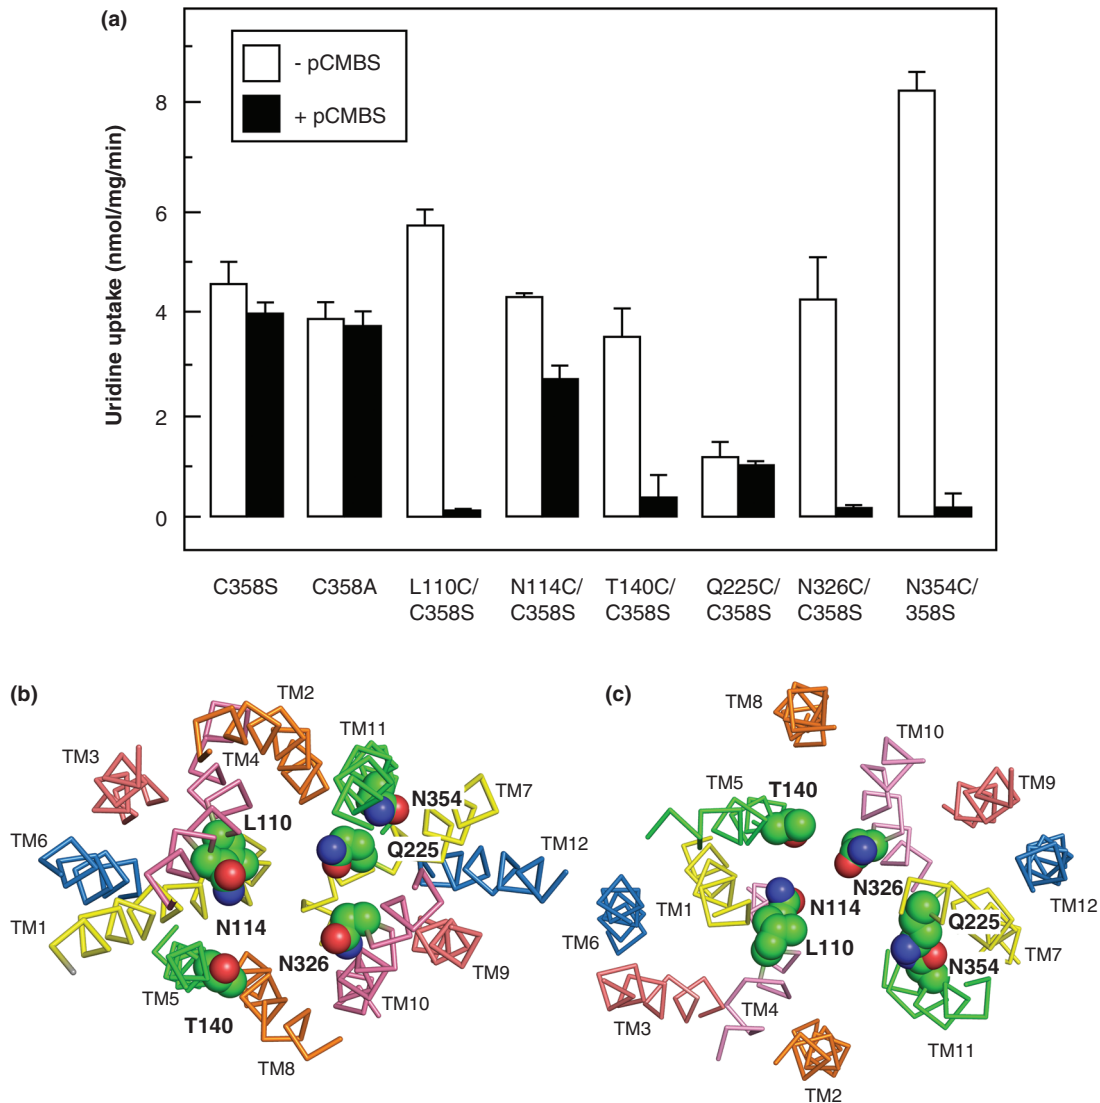 (a)
- pCMBS
+ pCMBS
Uridine uptake (nmol/mg/min)
8
6
4
2
0
C358S
C358A
L110C/
C358S
N114C/
C358S
T140C/
C358S
Q225C/
C358S
N326C/
C358S
N354C/
358S
(b)
TM2
TM3
TM4
TM11
TM7
N354
L110
TM6
Q225
TM12
TM1
N114
N326
TM9
TM5
TM10
T140
TM8
(c)
TM8
TM10
TM5
T140
TM9
N326
N114
TM1
L110
Q225
TM12
TM6
TM7
N354
TM3
TM4
TM11
TM2